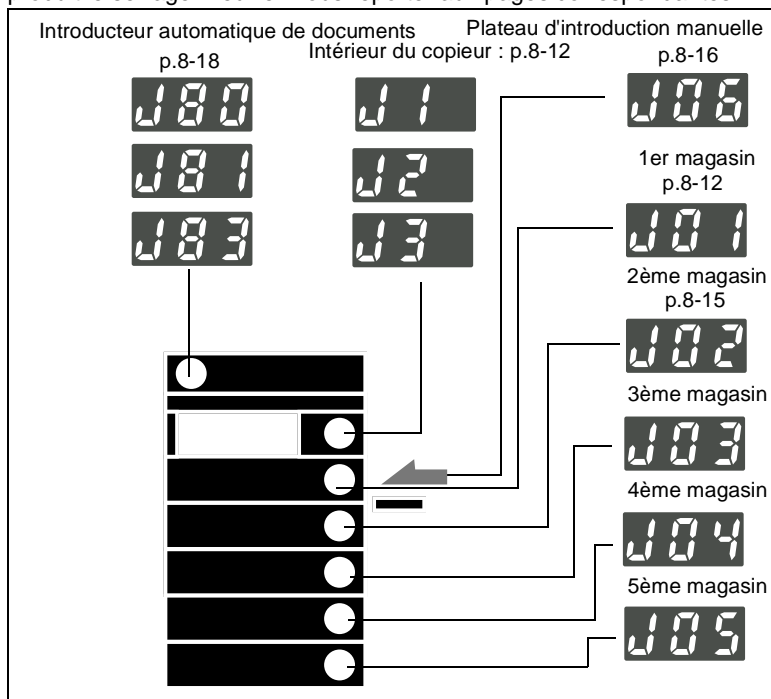 Introducteur automatique de documents
p.8-18
J80
J81
J83
Intérieur du copieur : p.8-12
J1
J2
J3
Plateau d'introduction manuelle
p.8-16
J06
1er magasin
p.8-12
J01
2ème magasin
p.8-15
J02
3ème magasin
J03
4ème magasin
J04
5ème magasin
J05